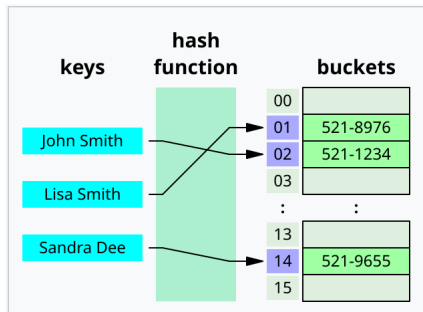 keys
hash
function
buckets
John Smith
Lisa Smith
Sandra Dee
00
01 521-8976
02 521-1234
03
: :
13
14 521-9655
15